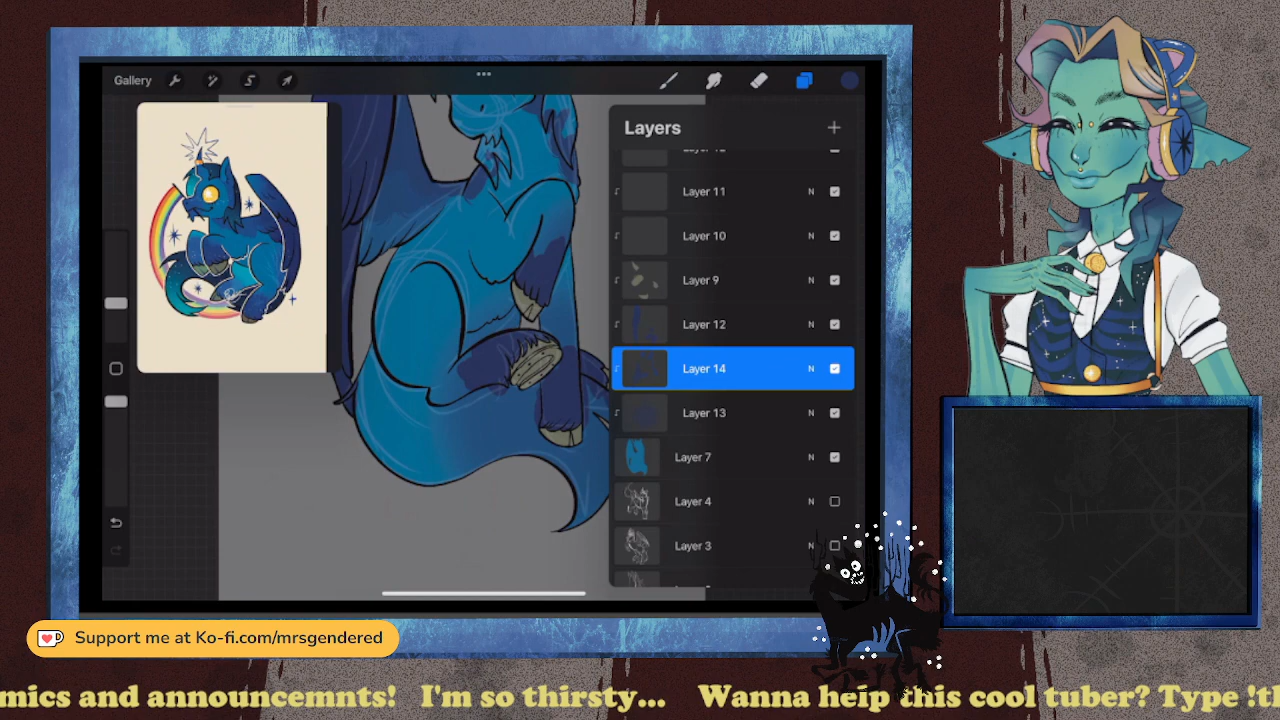 Gallery
Layers
Layer 11 N
Layer 10 N
Layer 9 N
Layer 12 N
Layer 14 N
Layer 13 N
Layer 7 N
Layer 4 N
Layer 3 N
Support me at Ko-fi.com/mrsgendered
mics and announcemnts! I'm so thirsty... Wanna help this cool tuber? Type